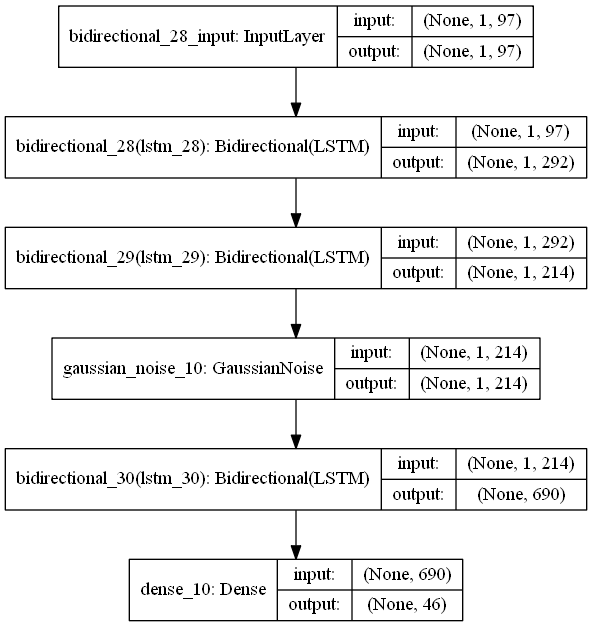 bidirectional_28_input: InputLayer
input: (None, 1, 97)
output: (None, 1, 97)
bidirectional_28(lstm_28): Bidirectional(LSTM)
input: (None, 1, 97)
output: (None, 1, 292)
bidirectional_29(lstm_29): Bidirectional(LSTM)
input: (None, 1, 292)
output: (None, 1, 214)
gaussian_noise_10: GaussianNoise
input: (None, 1, 214)
output: (None, 1, 214)
bidirectional_30(lstm_30): Bidirectional(LSTM)
input: (None, 1, 214)
output: (None, 690)
dense_10: Dense
input: (None, 690)
output: (None, 46)